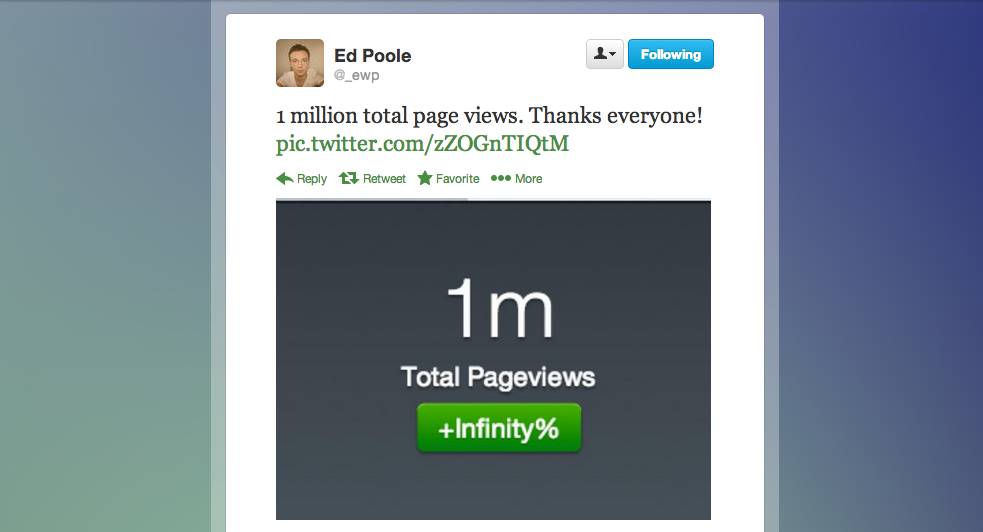 Ed Poole
@_ewp
Following
1 million total page views. Thanks everyone!
pic.twitter.com/zZOGnTIQtM
Reply Retweet Favorite More
1m
Total Pageviews
+Infinity%